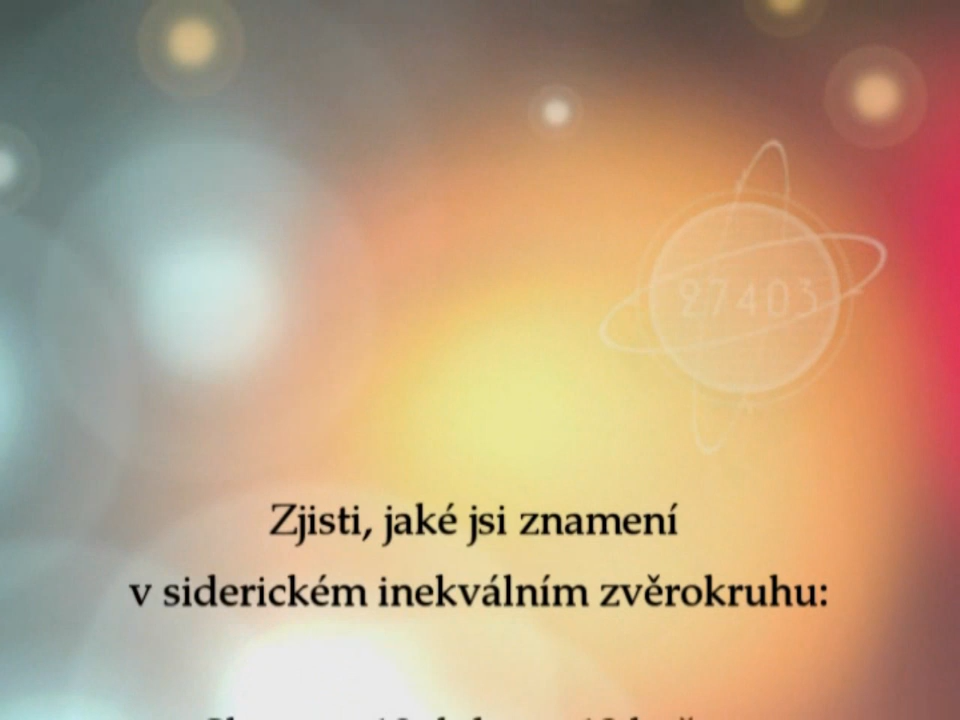 27403
Zjisti, jaké jsi znamení
v siderickém inekválním zvěrokruhu: